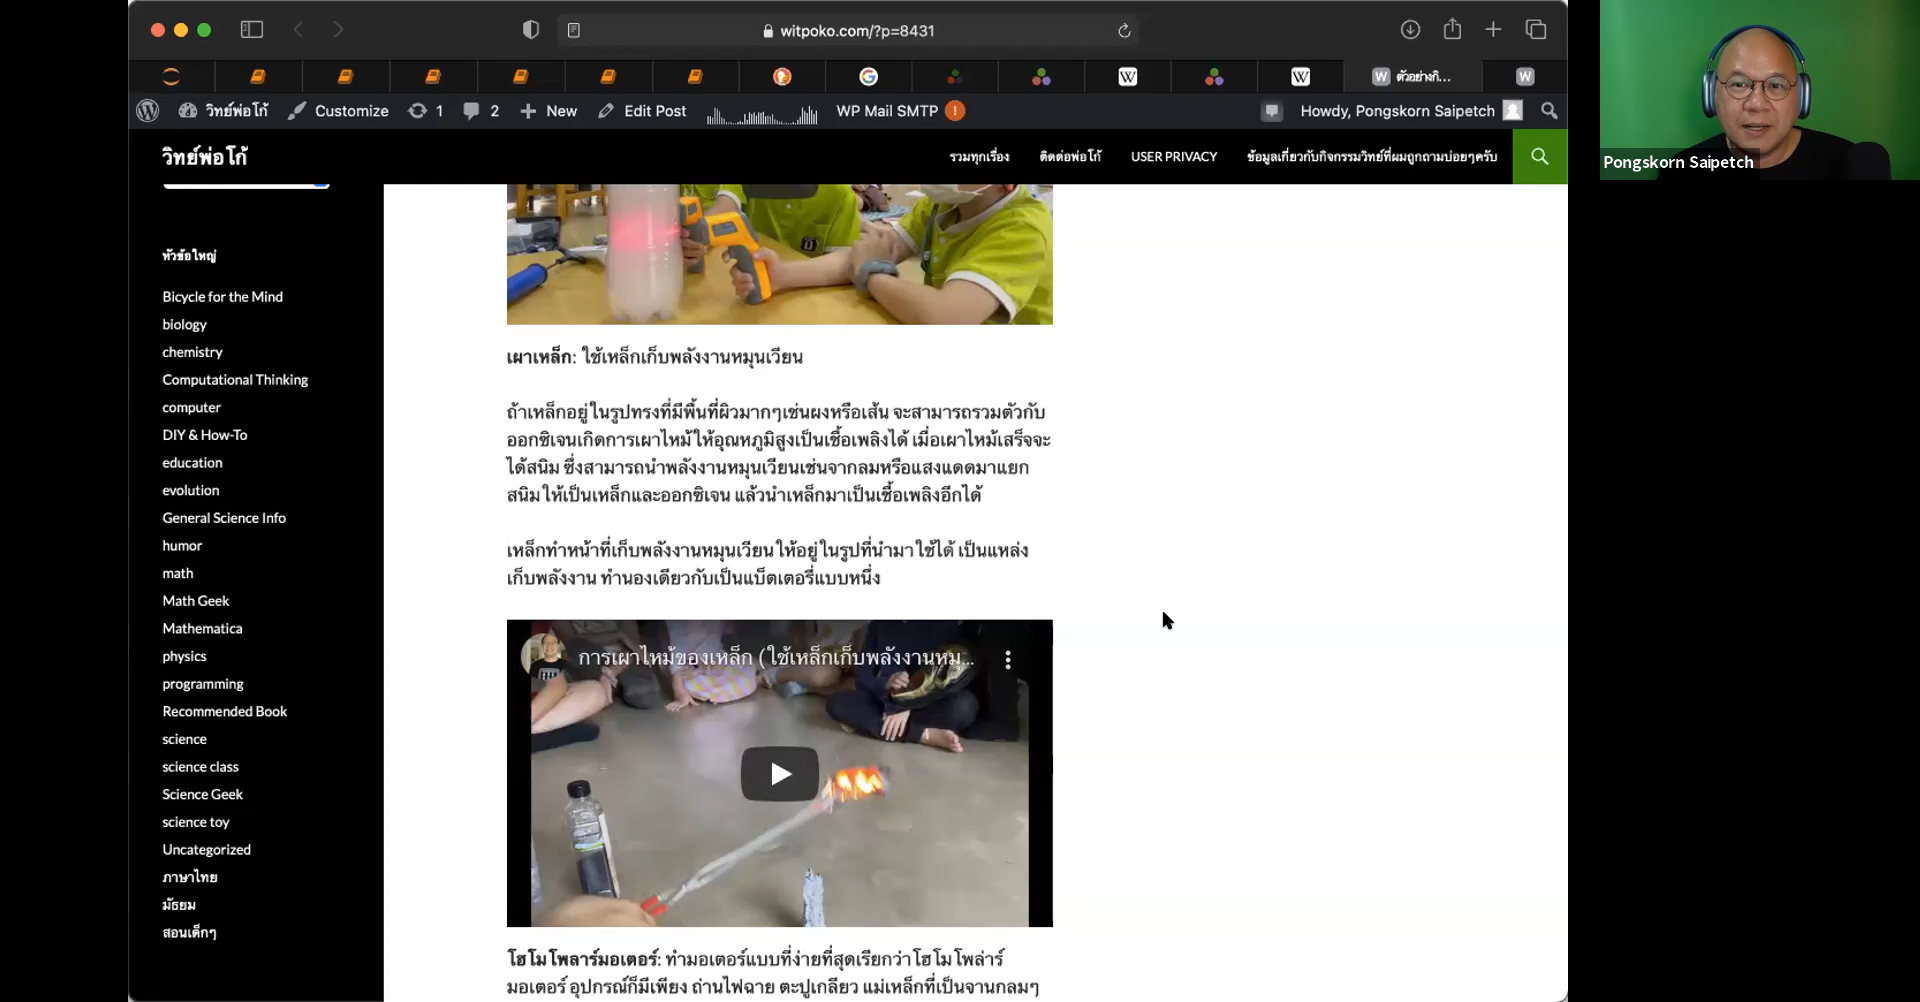 witpoko.com/?p=8431
ตัวอย่างกิ...
วิทย์พ่อโก้
Customize
1
2
New
Edit Post
WP Mail SMTP
!
Howdy, Pongskorn Saipetch
วิทย์พ่อโก้
รวมทุกเรื่อง
ติดต่อพ่อโก้
USER PRIVACY
ข้อมูลเกี่ยวกับกิจกรรมวิทย์ที่ผมถูกถามบ่อยๆครับ
Pongskorn Saipetch
หัวข้อใหญ่
Bicycle for the Mind
biology
chemistry
Computational Thinking
computer
DIY & How-To
education
evolution
General Science Info
humor
math
Math Geek
Mathematica
physics
programming
Recommended Book
science
science class
Science Geek
science toy
Uncategorized
ภาษาไทย
มัธยม
สอนเด็กๆ
เผาเหล็ก: ใช้เหล็กเก็บพลังงานหมุนเวียน
ถ้าเหล็กอยู่ในรูปทรงที่มีพื้นที่ผิวมากๆเช่นผงหรือเส้น จะสามารถรวมตัวกับ
ออกซิเจนเกิดการเผาไหม้ให้อุณหภูมิสูงเป็นเชื้อเพลิงได้ เมื่อเผาไหม้เสร็จจะ
ได้สนิม ซึ่งสามารถนำพลังงานหมุนเวียนเช่นจากลมหรือแสงแดดมาแยก
สนิมให้เป็นเหล็กและออกซิเจน แล้วนำเหล็กมาเป็นเชื้อเพลิงอีกได้
เหล็กทำหน้าที่เก็บพลังงานหมุนเวียนให้อยู่ในรูปที่นำมาใช้ได้ เป็นแหล่ง
เก็บพลังงาน ทำนองเดียวกับเป็นแบ็ตเตอรี่แบบหนึ่ง
การเผาไหม้ของเหล็ก (ใช้เหล็กเก็บพลังงานหมุ...
โฮโมโพลาร์มอเตอร์: ทำมอเตอร์แบบที่ง่ายที่สุดเรียกว่าโฮโมโพล่าร์
มอเตอร์ อุปกรณ์ก็มีเพียง ถ่านไฟฉาย ตะปูเกลียว แม่เหล็กที่เป็นจานกลมๆ